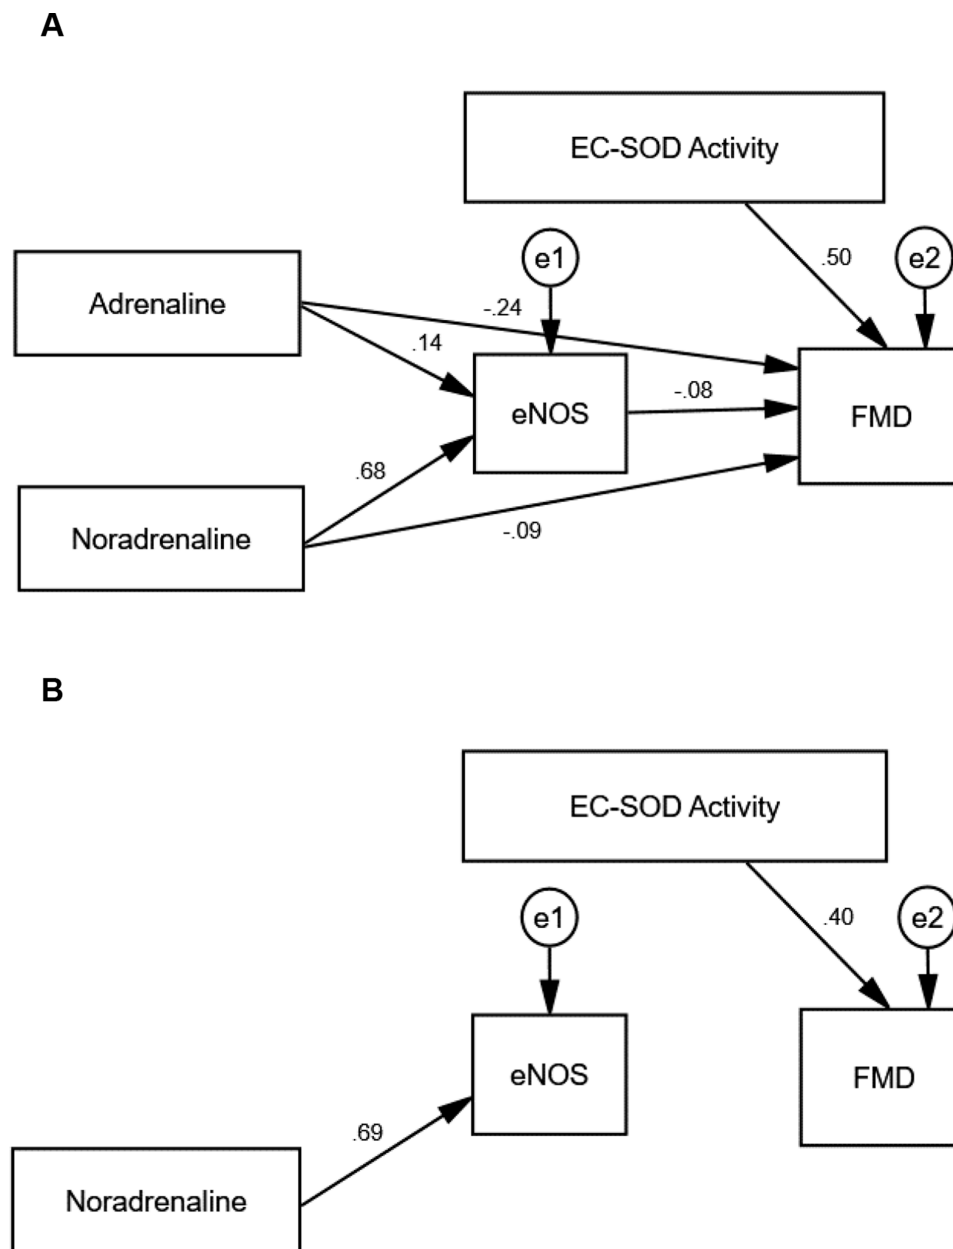 A
EC-SOD Activity
e1
.50
e2
Adrenaline
-.24
.14
-.08
eNOS
FMD
.68
Noradrenaline
-.09
B
EC-SOD Activity
e1
.40
e2
eNOS
FMD
.69
Noradrenaline